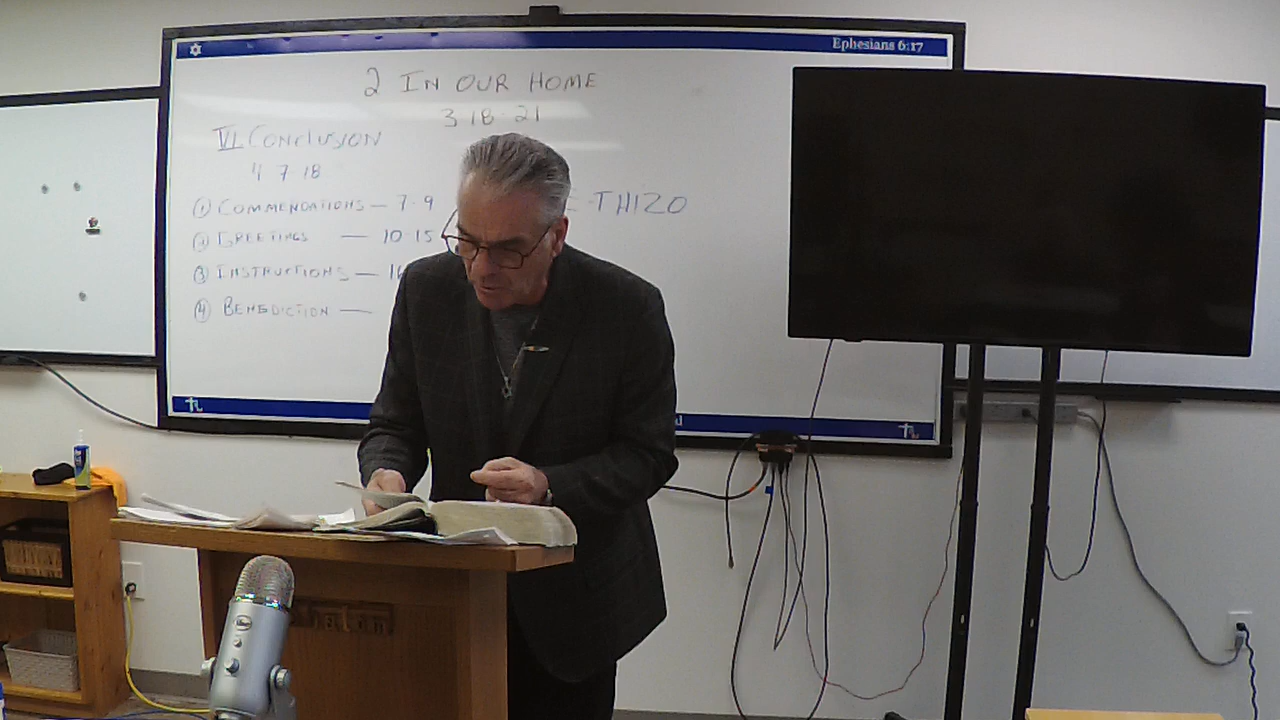 Ephesians 6:17
2 IN OUR HOME
3 18-21
VI CONCLUSION
4 7-18
① COMMENDATIONS — 7-9
E-THIZO
② GREETINGS — 10-15
③ INSTRUCTIONS — 16
④ BENEDICTION —